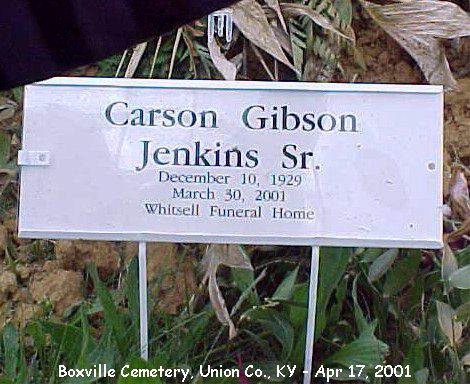 Carson Gibson
Jenkins Sr.
December 10, 1929
March 30, 2001
Whitsell Funeral Home
Boxville Cemetery, Union Co., KY - Apr 17, 2001